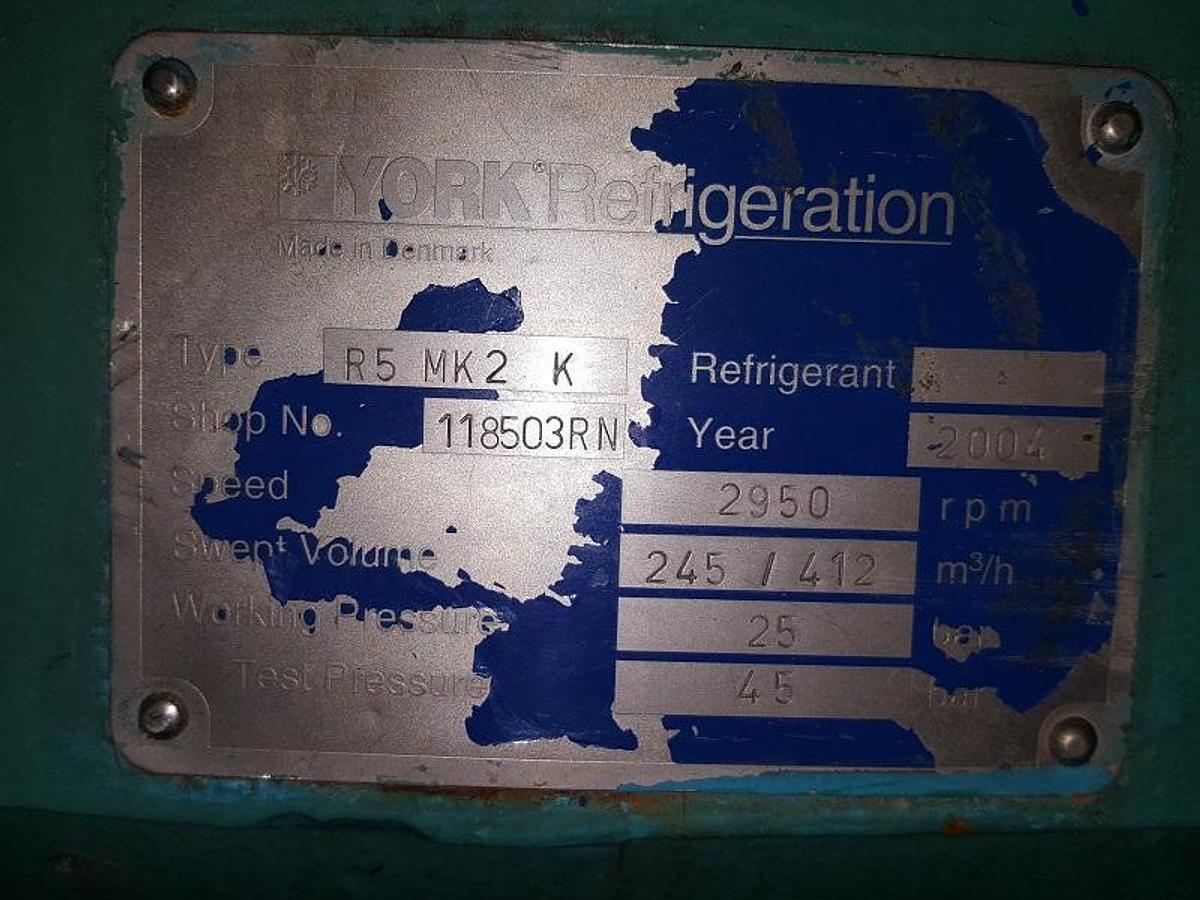 YORK® Refrigeration
Made in Denmark
Type R5 MK2 K Refrigerant
Shop No. 118503RN Year 2004
Speed 2950 rpm
Swept Volume 245 / 412 m³/h
Working Pressure 25 bar
Test Pressure 45 bar